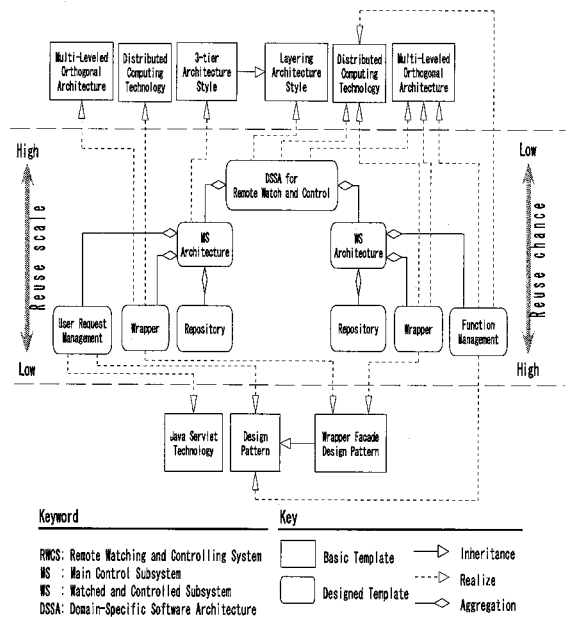 Multi-Leveled
Orthogonal
Architecture
Distributed
Computing
Technology
3-tier
Architecture
Style
Layering
Architecture
Style
Distributed
Computing
Technology
Multi-Leveled
Orthogonal
Architecture
High
Low
Reuse scale
Reuse chance
DSSA for
Remote Watch and Control
MS
Architecture
WS
Architecture
User Request
Management
Wrapper
Repository
Repository
Wrapper
Function
Management
Low
High
Java Servlet
Technology
Design
Pattern
Wrapper Facade
Design Pattern
Keyword
Key
RWCS: Remote Watching and Controlling System
MS : Main Control Subsystem
WS : Watched and Controlled Subsystem
DSSA: Domain-Specific Software Architecture
Basic Template
Inheritance
Realize
Designed Template
Aggregation